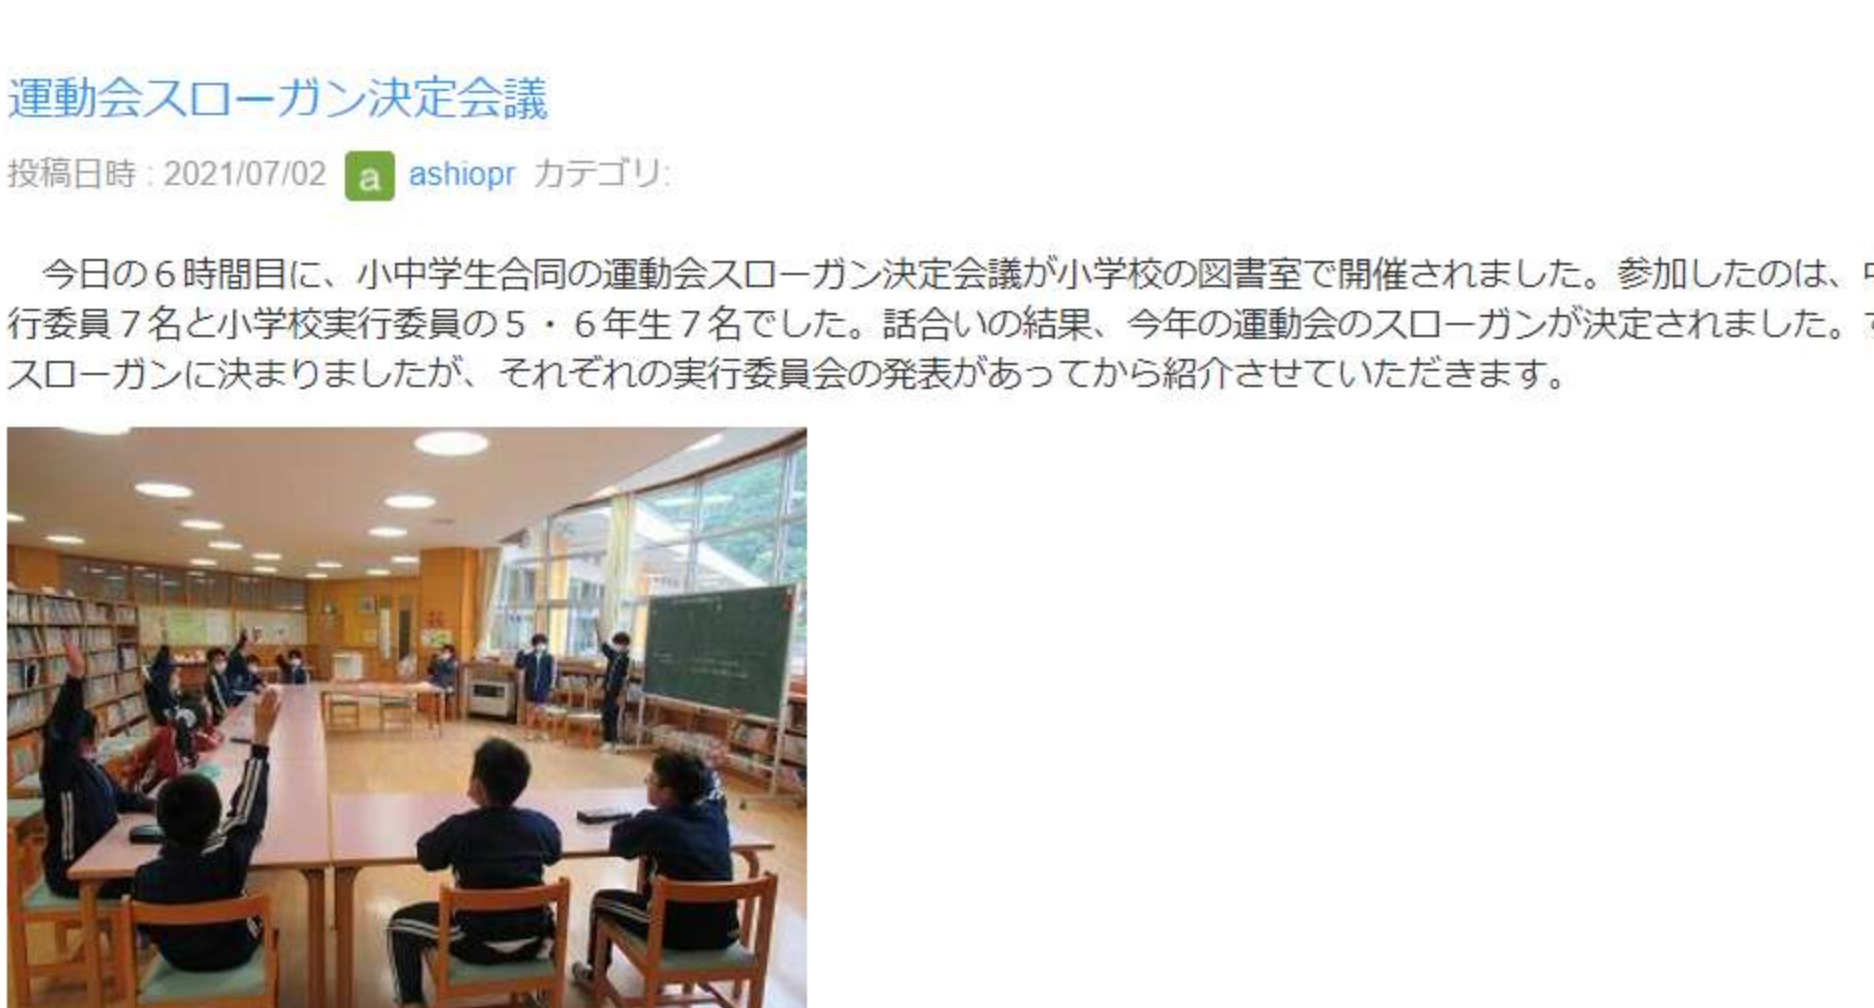 運動会スローガン決定会議
投稿日時 : 2021/07/02 a ashiopr カテゴリ:
今日の６時間目に、小中学生合同の運動会スローガン決定会議が小学校の図書室で開催されました。参加したのは、
行委員７名と小学校実行委員の５・６年生７名でした。話合いの結果、今年の運動会のスローガンが決定されました。
スローガンに決まりましたが、それぞれの実行委員会の発表があってから紹介させていただきます。